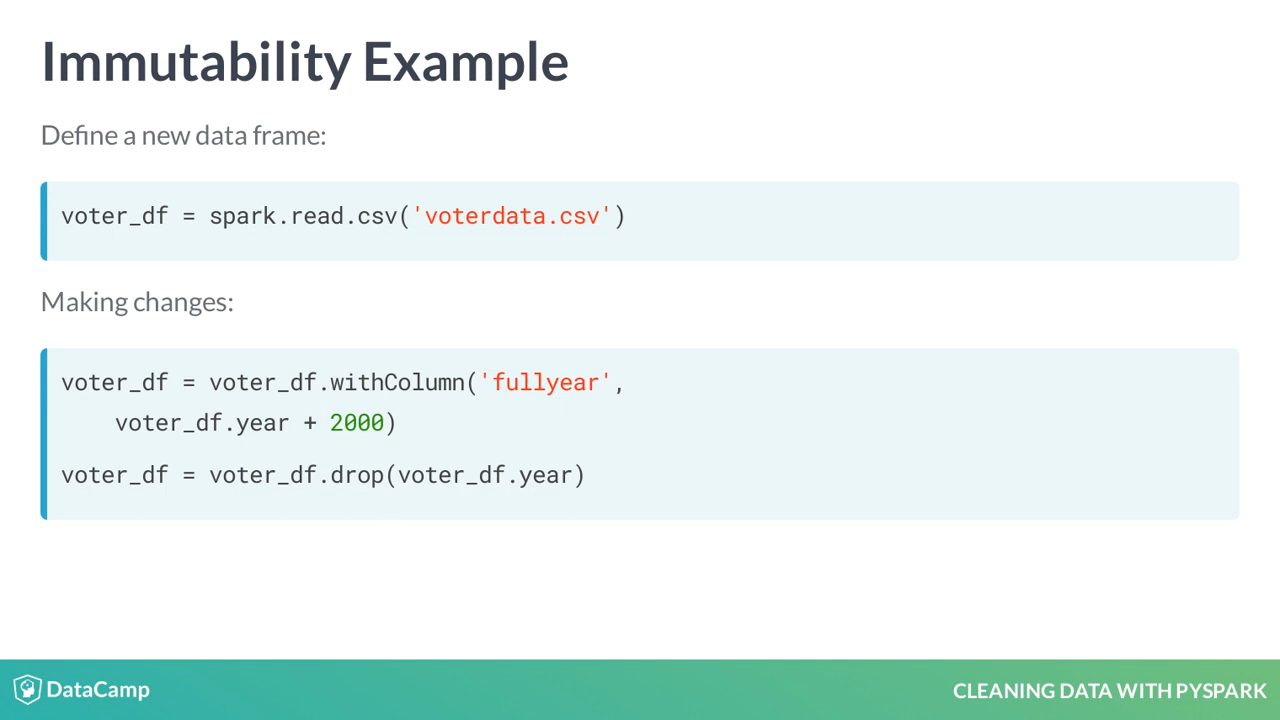 Immutability Example
Define a new data frame:
voter_df = spark.read.csv('voterdata.csv')
Making changes:
voter_df = voter_df.withColumn('fullyear',
    voter_df.year + 2000)
voter_df = voter_df.drop(voter_df.year)
DataCamp
CLEANING DATA WITH PYSPARK